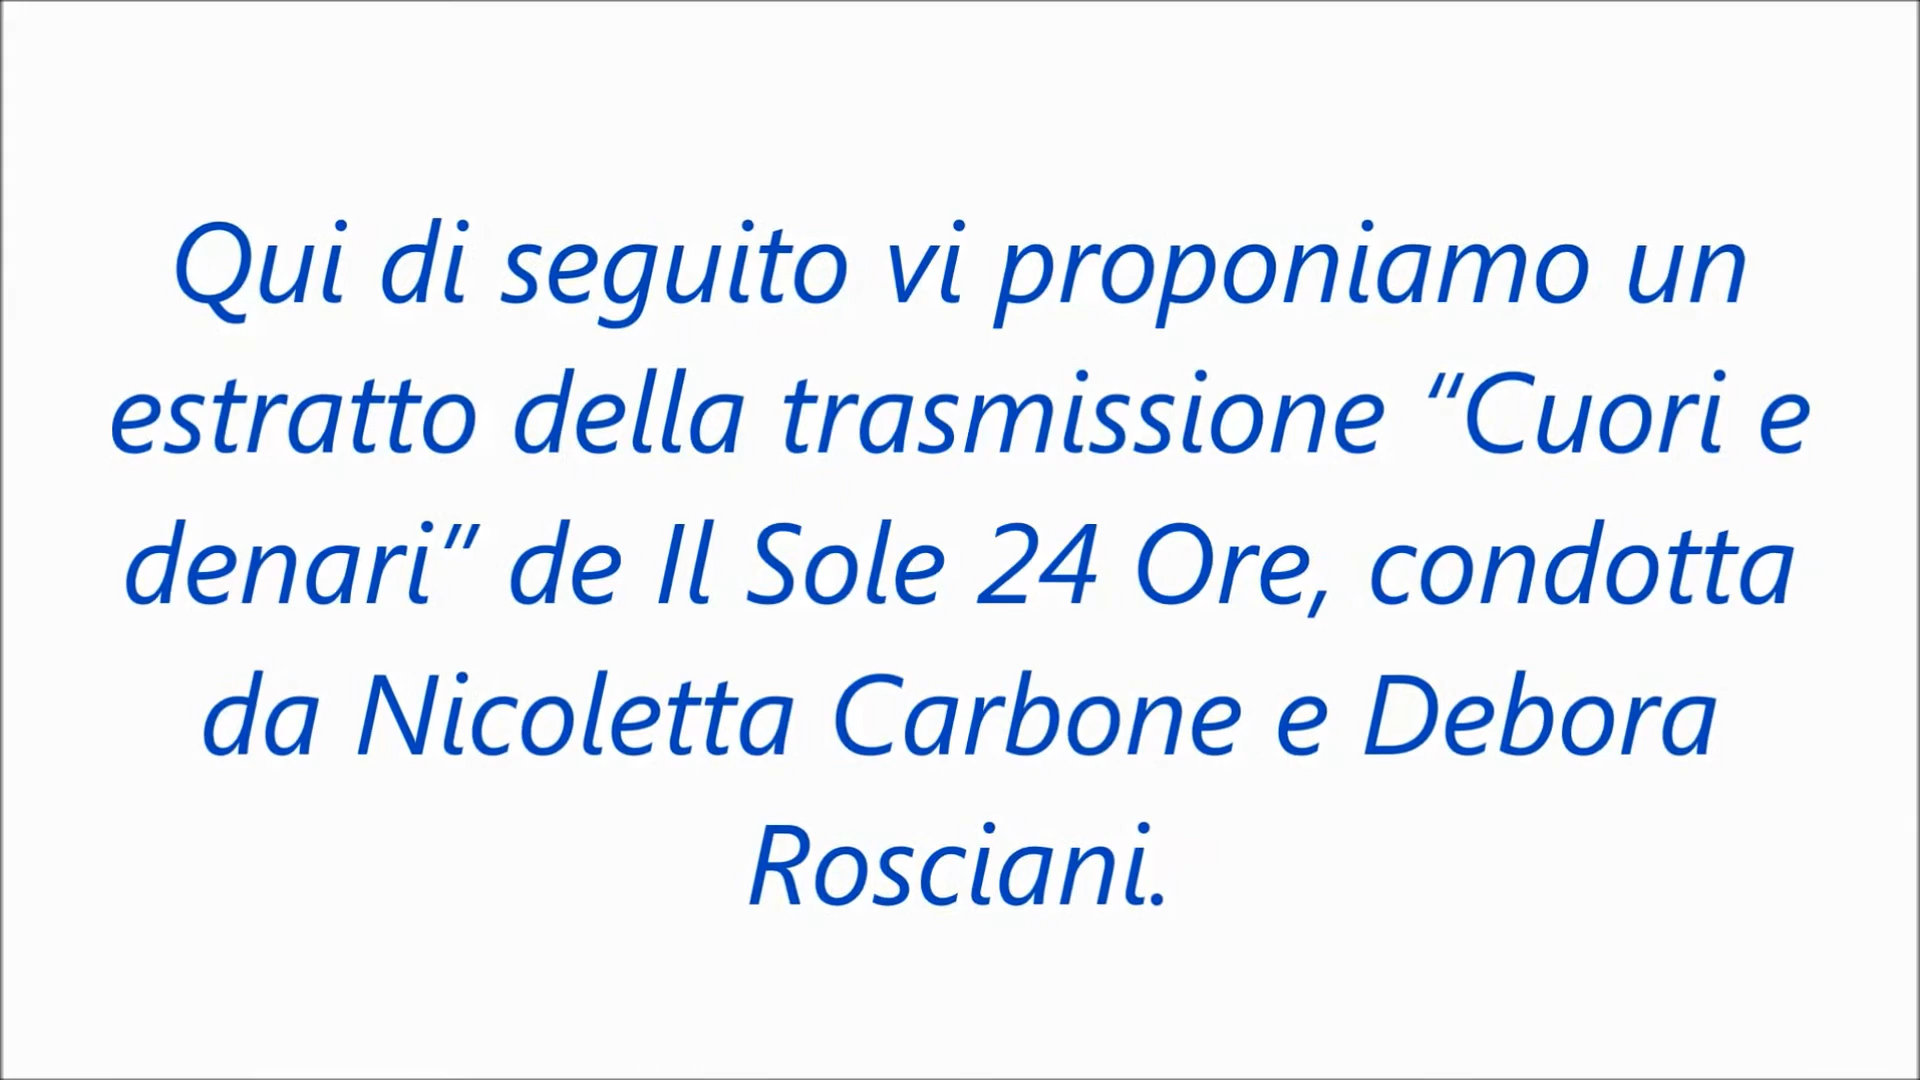 Qui di seguito vi proponiamo un
estratto della trasmissione “Cuori e
denari” de Il Sole 24 Ore, condotta
da Nicoletta Carbone e Debora
Rosciani.